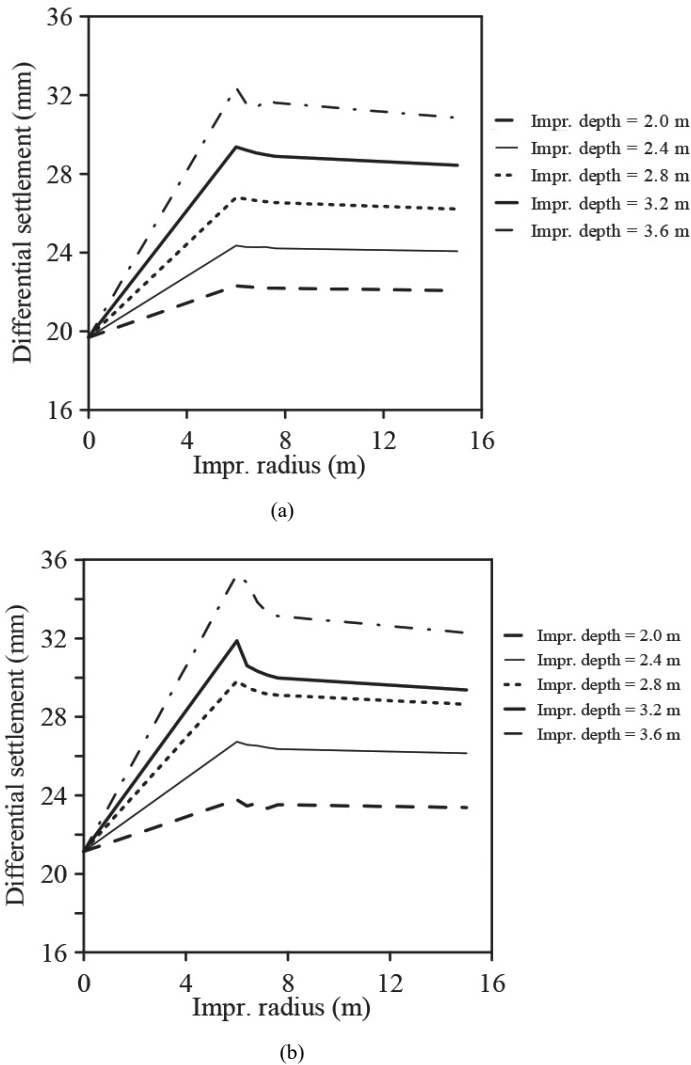 36
32
28
24
20
16
Differential settlement (mm)
0 4 8 12 16
Impr. radius (m)
Impr. depth = 2.0 m
Impr. depth = 2.4 m
Impr. depth = 2.8 m
Impr. depth = 3.2 m
Impr. depth = 3.6 m
(a)
36
32
28
24
20
16
Differential settlement (mm)
0 4 8 12 16
Impr. radius (m)
Impr. depth = 2.0 m
Impr. depth = 2.4 m
Impr. depth = 2.8 m
Impr. depth = 3.2 m
Impr. depth = 3.6 m
(b)